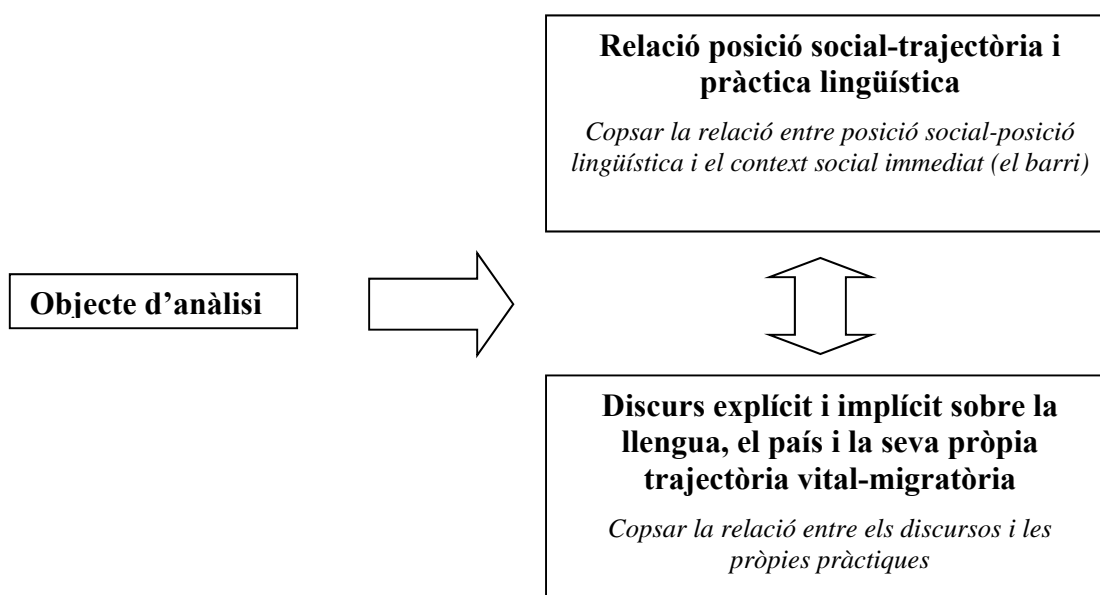 Relació posició social-trajectòria i
pràctica lingüística
Copsar la relació entre posició social-posició
lingüística i el context social immediat (el barri)
Objecte d’anàlisi
Discurs explícit i implícit sobre la
llengua, el país i la seva pròpia
trajectòria vital-migratòria
Copsar la relació entre els discursos i les
pròpies pràctiques